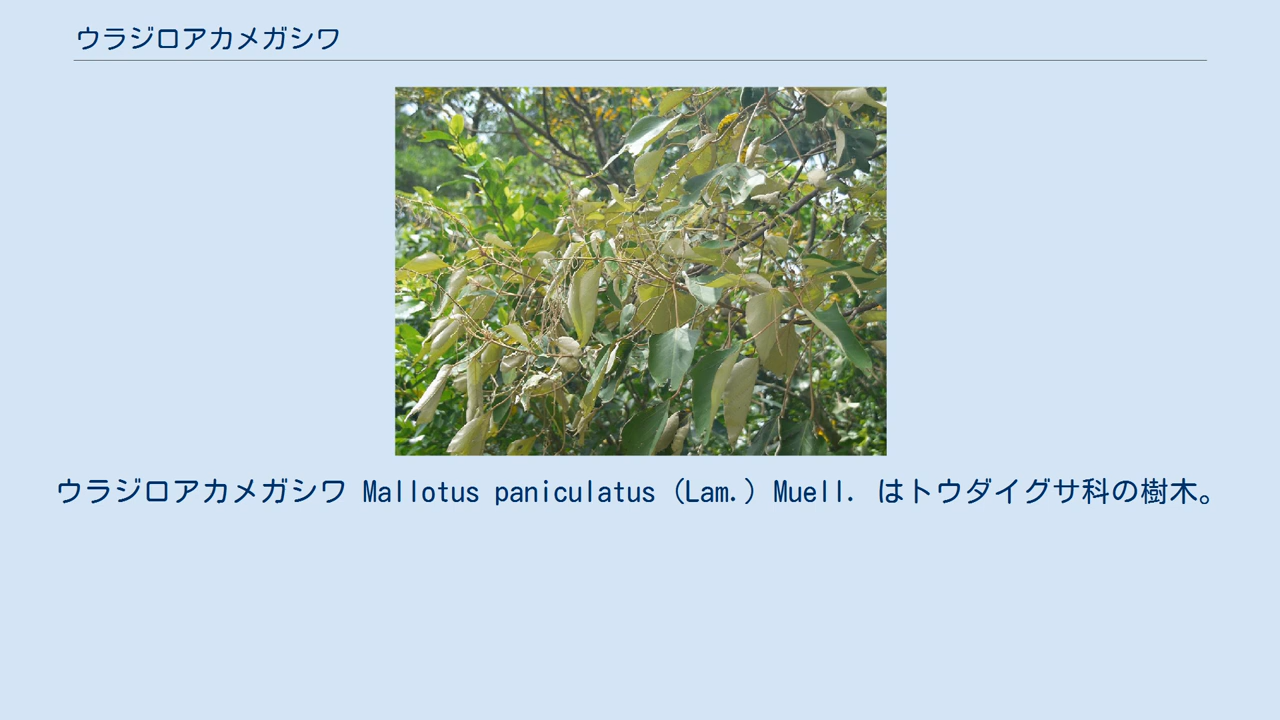 ウラジロアカメガシワ
ウラジロアカメガシワ Mallotus paniculatus (Lam.) Muell. はトウダイグサ科の樹木。